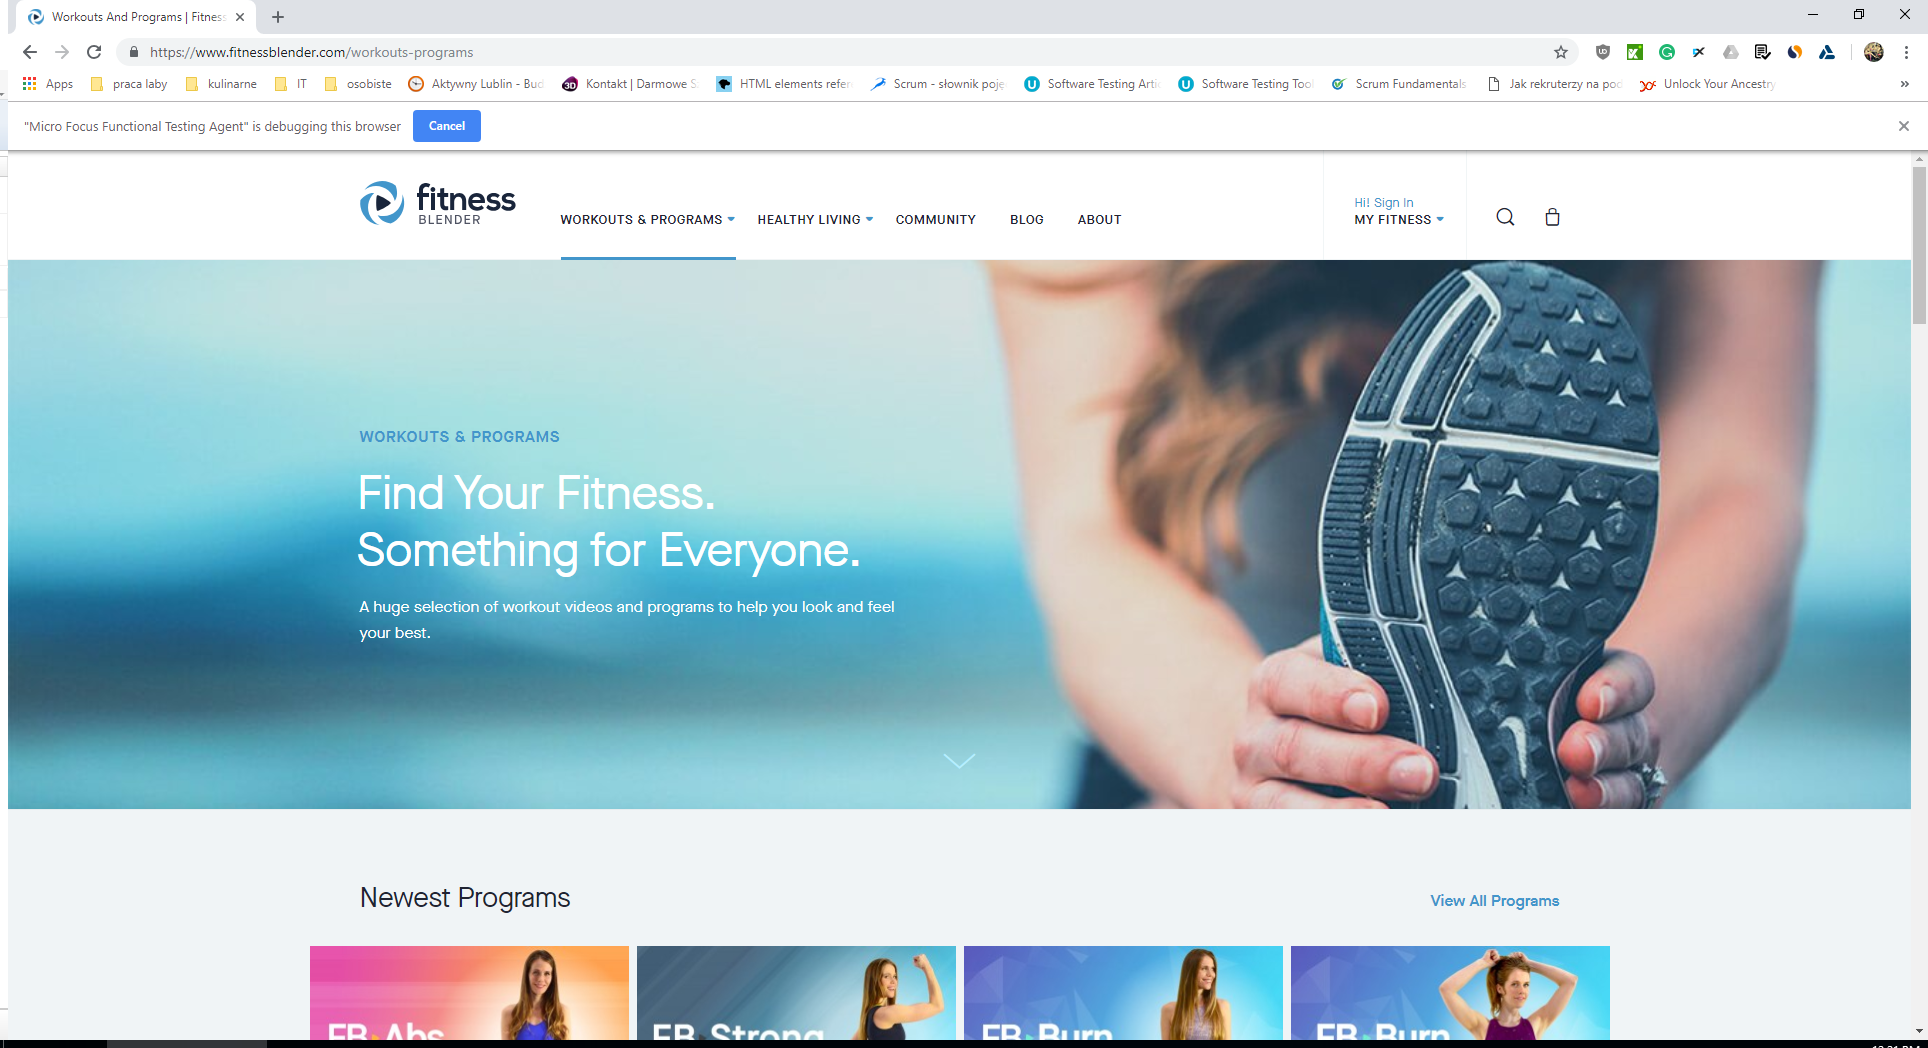 Workouts And Programs | Fitness
https://www.fitnessblender.com/workouts-programs
Apps praca laby kulinarne IT osobiste Aktywny Lublin - Bud Kontakt | Darmowe S HTML elements refer Scrum - słownik poję Software Testing Arti Software Testing Tool Scrum Fundamentals Jak rekruterzy na pod Unlock Your Ancestry »
"Micro Focus Functional Testing Agent" is debugging this browser Cancel
fitness
BLENDER
WORKOUTS & PROGRAMS HEALTHY LIVING COMMUNITY BLOG ABOUT
Hi! Sign In
MY FITNESS
WORKOUTS & PROGRAMS
Find Your Fitness.
Something for Everyone.
A huge selection of workout videos and programs to help you look and feel
your best.
Newest Programs
View All Programs
FB Abs FB Strong FB Burn FB Burn